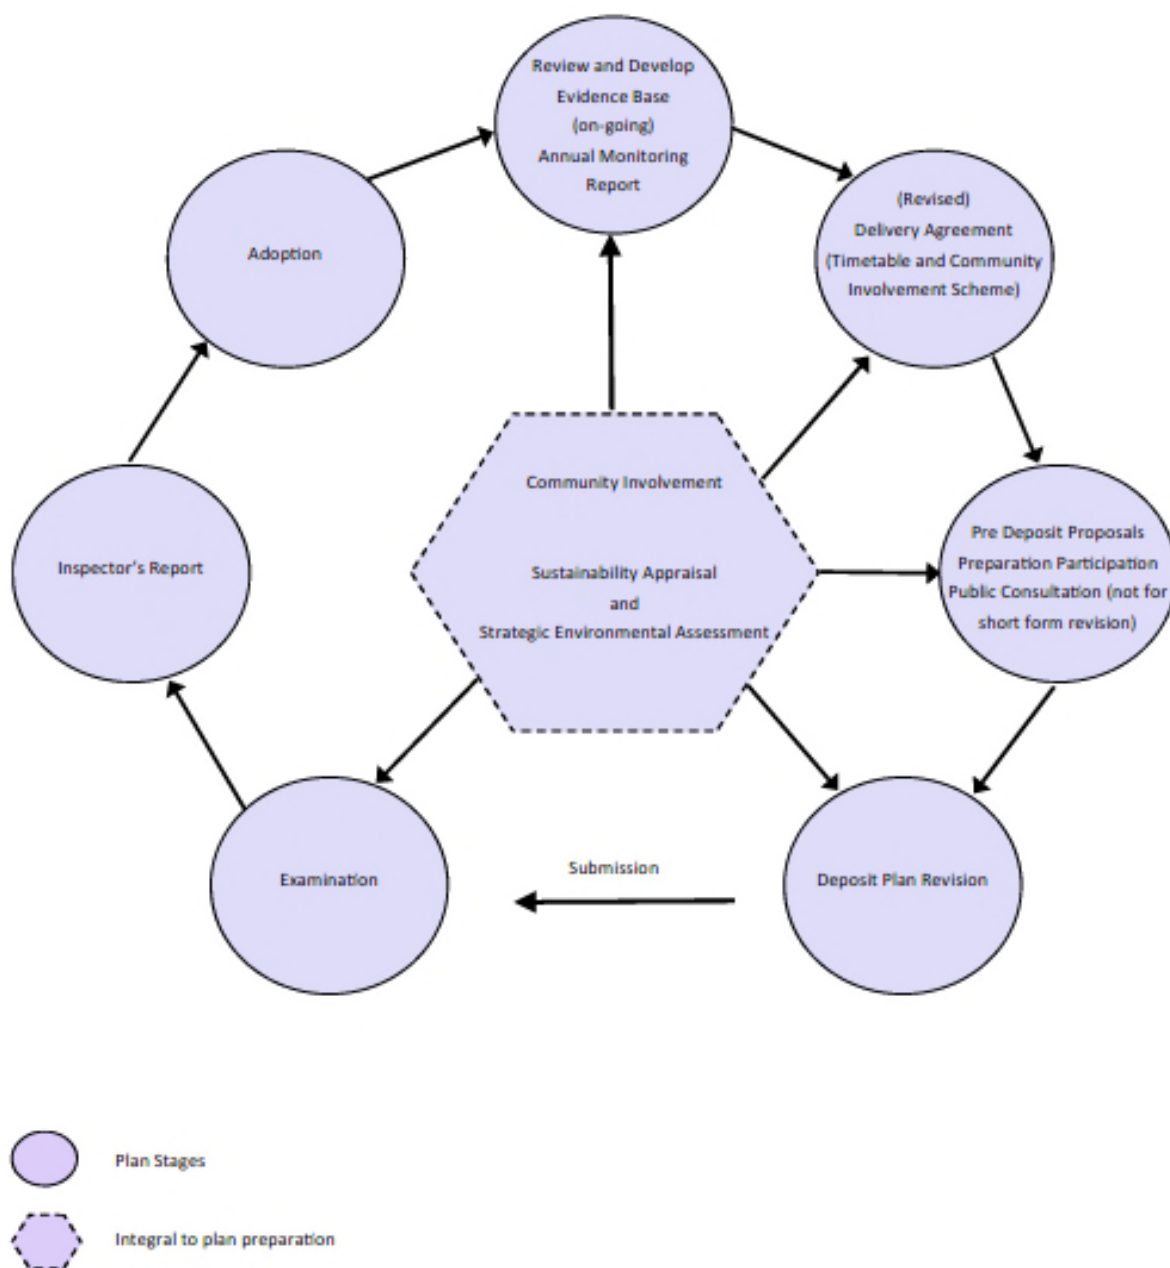 Review and Develop
Evidence Base
(on-going)
Annual Monitoring
Report
(Revised)
Delivery Agreement
(Timetable and Community
Involvement Scheme)
Adoption
Community Involvement
Sustainability Appraisal
and
Strategic Environmental Assessment
Pre Deposit Proposals
Preparation Participation
Public Consultation (not for
short form revision)
Inspector's Report
Examination
Submission
Deposit Plan Revision
Plan Stages
Integral to plan preparation